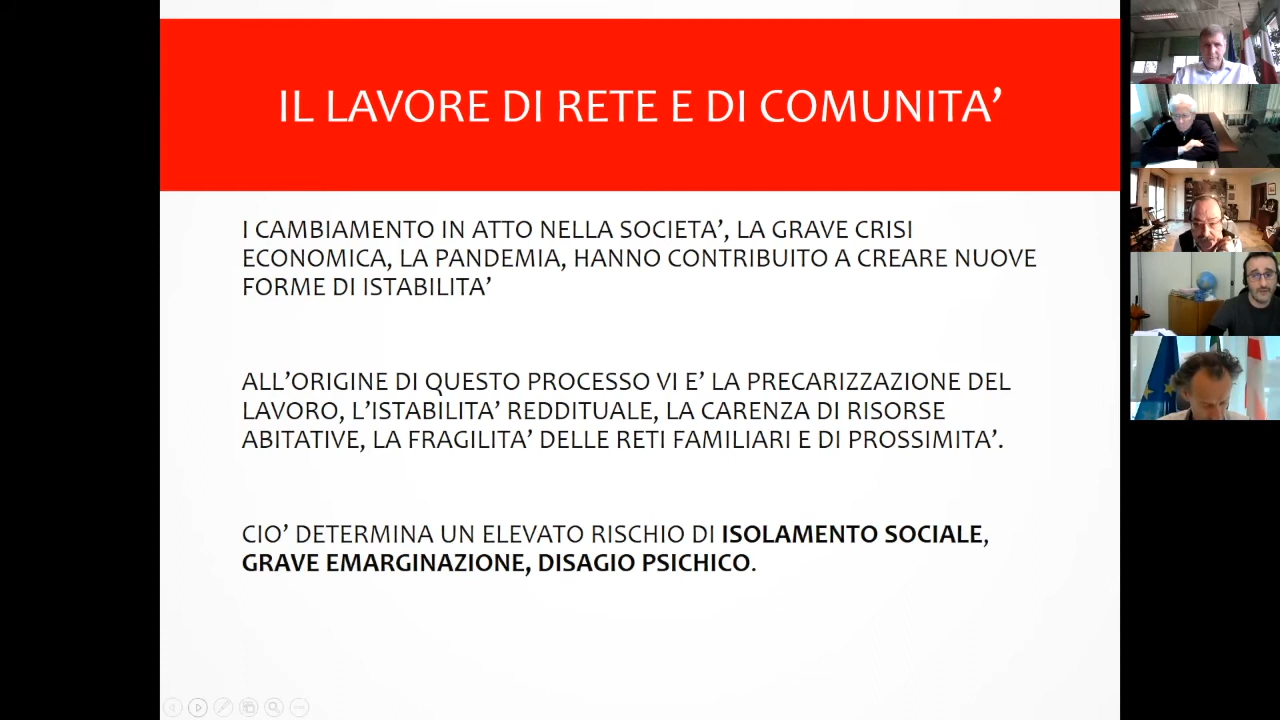 IL LAVORE DI RETE E DI COMUNITA’
I CAMBIAMENTO IN ATTO NELLA SOCIETA’, LA GRAVE CRISI
ECONOMICA, LA PANDEMIA, HANNO CONTRIBUITO A CREARE NUOVE
FORME DI ISTABILITA’
ALL’ORIGINE DI QUESTO PROCESSO VI E’ LA PRECARIZZAZIONE DEL
LAVORO, L’ISTABILITA’ REDDITUALE, LA CARENZA DI RISORSE
ABITATIVE, LA FRAGILITA’ DELLE RETI FAMILIARI E DI PROSSIMITA’.
CIO’ DETERMINA UN ELEVATO RISCHIO DI ISOLAMENTO SOCIALE,
GRAVE EMARGINAZIONE, DISAGIO PSICHICO.